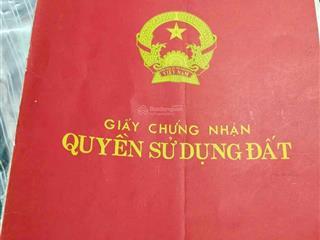 VIỆT NAM
GIẤY CHỨNG NHẬN
QUYỀN SỬ DỤNG ĐẤT